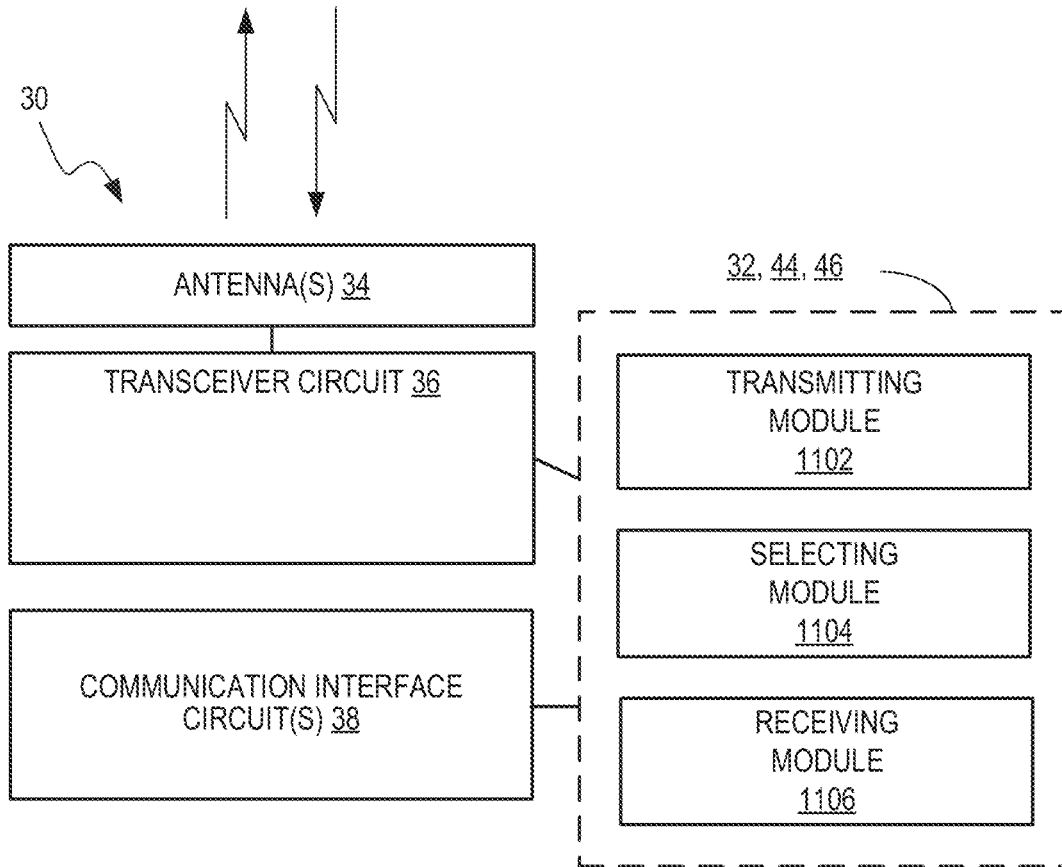 30
ANTENNA(S) 34
32, 44, 46
TRANSCEIVER CIRCUIT 36
TRANSMITTING
MODULE
1102
SELECTING
MODULE
1104
COMMUNICATION INTERFACE
CIRCUIT(S) 38
RECEIVING
MODULE
1106